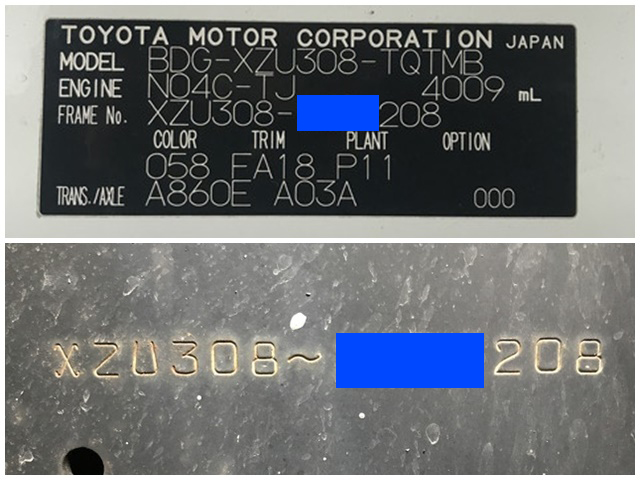 TOYOTA MOTOR CORPORATION JAPAN
MODEL BDG-XZU308-TQTMB
ENGINE N04C-TJ 4009 mL
FRAME No. XZU308- 208
COLOR TRIM PLANT OPTION
058 FA18 P11
TRANS./AXLE A860E A03A 000
XZU308~ 208